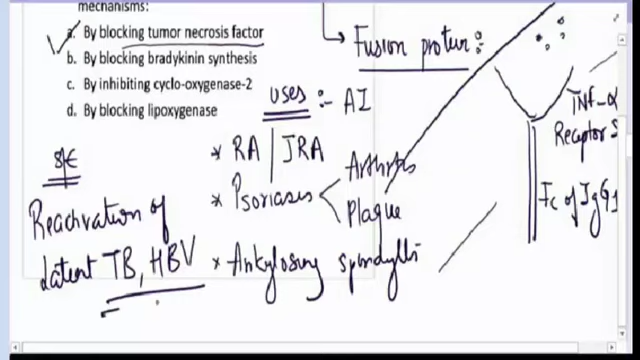 mechanisms:
a. By blocking tumor necrosis factor
b. By blocking bradykinin synthesis
c. By inhibiting cyclo-oxygenase-2
d. By blocking lipoxygenase
Fusion protein :
uses :- AI
* RA | JRA
* Psoriasis < Arthritis
Plaque
* Ankylosing spondylitis
S/E
Reactivation of
Latent TB, HBV
TNF-α
Receptor
Fc of IgG1